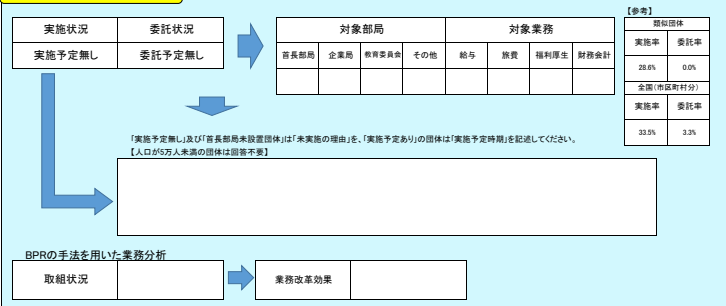 【参考】
実施状況 委託状況 対象部局 対象業務 類似団体
実施予定無し 委託予定無し 首長部局 企業局 教育委員会 その他 給与 旅費 福利厚生 財務会計 実施率 委託率
28.6% 0.0%
全国(市区町村分)
実施率 委託率
33.5% 3.3%
「実施予定無し」及び「首長部局未設置団体」は「未実施の理由」を、「実施予定あり」の団体は「実施予定時期」を記述してください。
【人口が5万人未満の団体は回答不要】
BPRの手法を用いた業務分析
取組状況 業務改革効果